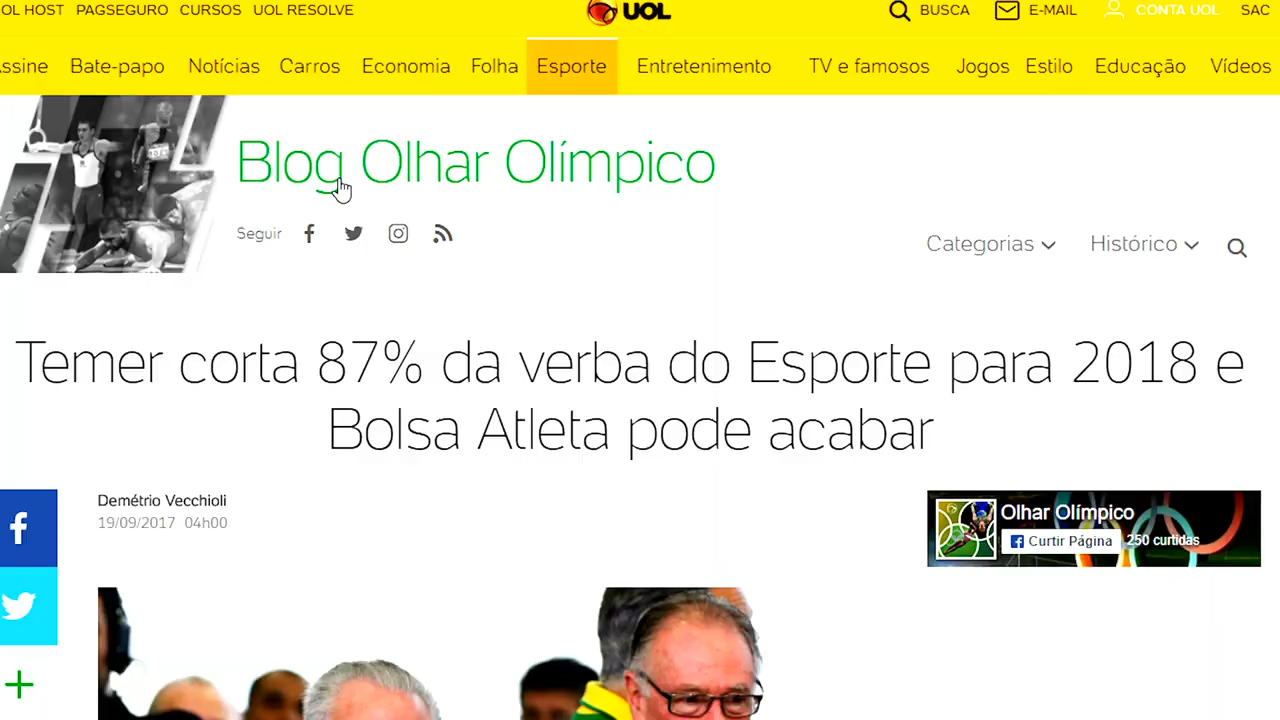 OL HOST PAGSEGURO CURSOS UOL RESOLVE UOL BUSCA E-MAIL CONTA UOL SAC
ssine Bate-papo Notícias Carros Economia Folha Esporte Entretenimento TV e famosos Jogos Estilo Educação Vídeos
Blog Olhar Olímpico
Seguir
Categorias Histórico
Temer corta 87% da verba do Esporte para 2018 e
Bolsa Atleta pode acabar
Demétrio Vecchioli
19/09/2017 04h00
Olhar Olímpico
Curtir Página 250 curtidas